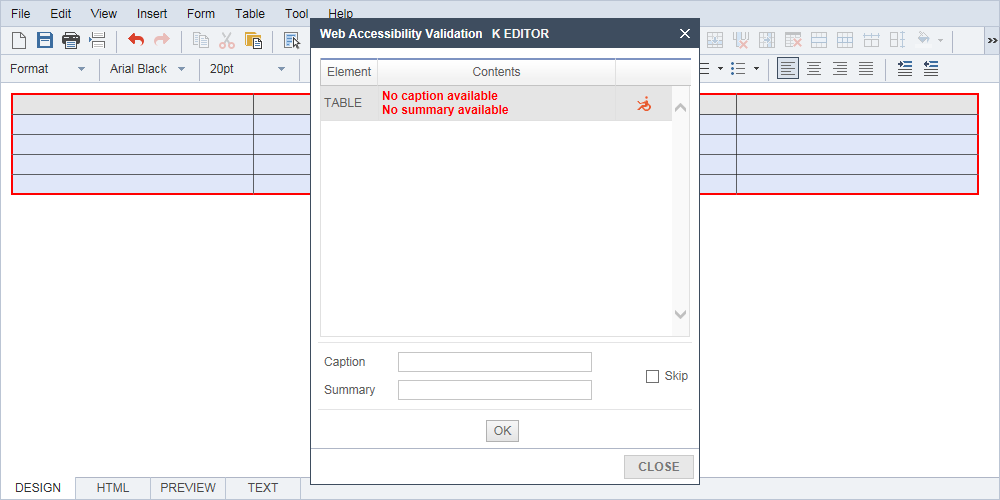 File Edit View Insert Form Table Tool Help
Web Accessibility Validation K EDITOR
Format Arial Black 20pt
Element Contents
TABLE
No caption available
No summary available
Caption
Skip
Summary
OK
CLOSE
DESIGN HTML PREVIEW TEXT